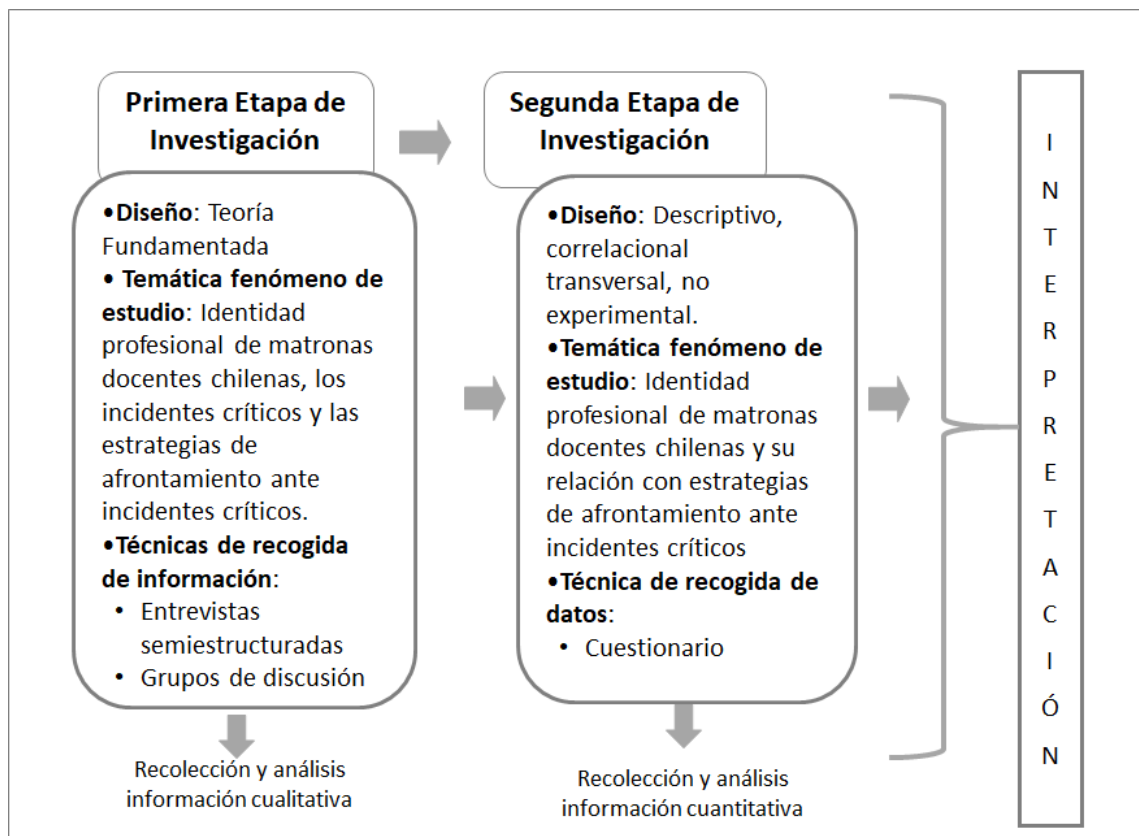 Primera Etapa de
Investigación
•Diseño: Teoría
Fundamentada
• Temática fenómeno de
estudio: Identidad
profesional de matronas
docentes chilenas, los
incidentes críticos y las
estrategias de
afrontamiento ante
incidentes críticos.
•Técnicas de recogida
de información:
• Entrevistas
semiestructuradas
• Grupos de discusión
Recolección y análisis
información cualitativa
Segunda Etapa de
Investigación
•Diseño: Descriptivo,
correlacional
transversal, no
experimental.
•Temática fenómeno de
estudio: Identidad
profesional de matronas
docentes chilenas y su
relación con estrategias
de afrontamiento ante
incidentes críticos
•Técnica de recogida de
datos:
• Cuestionario
Recolección y análisis
información cuantitativa
INTERPRETACIÓN